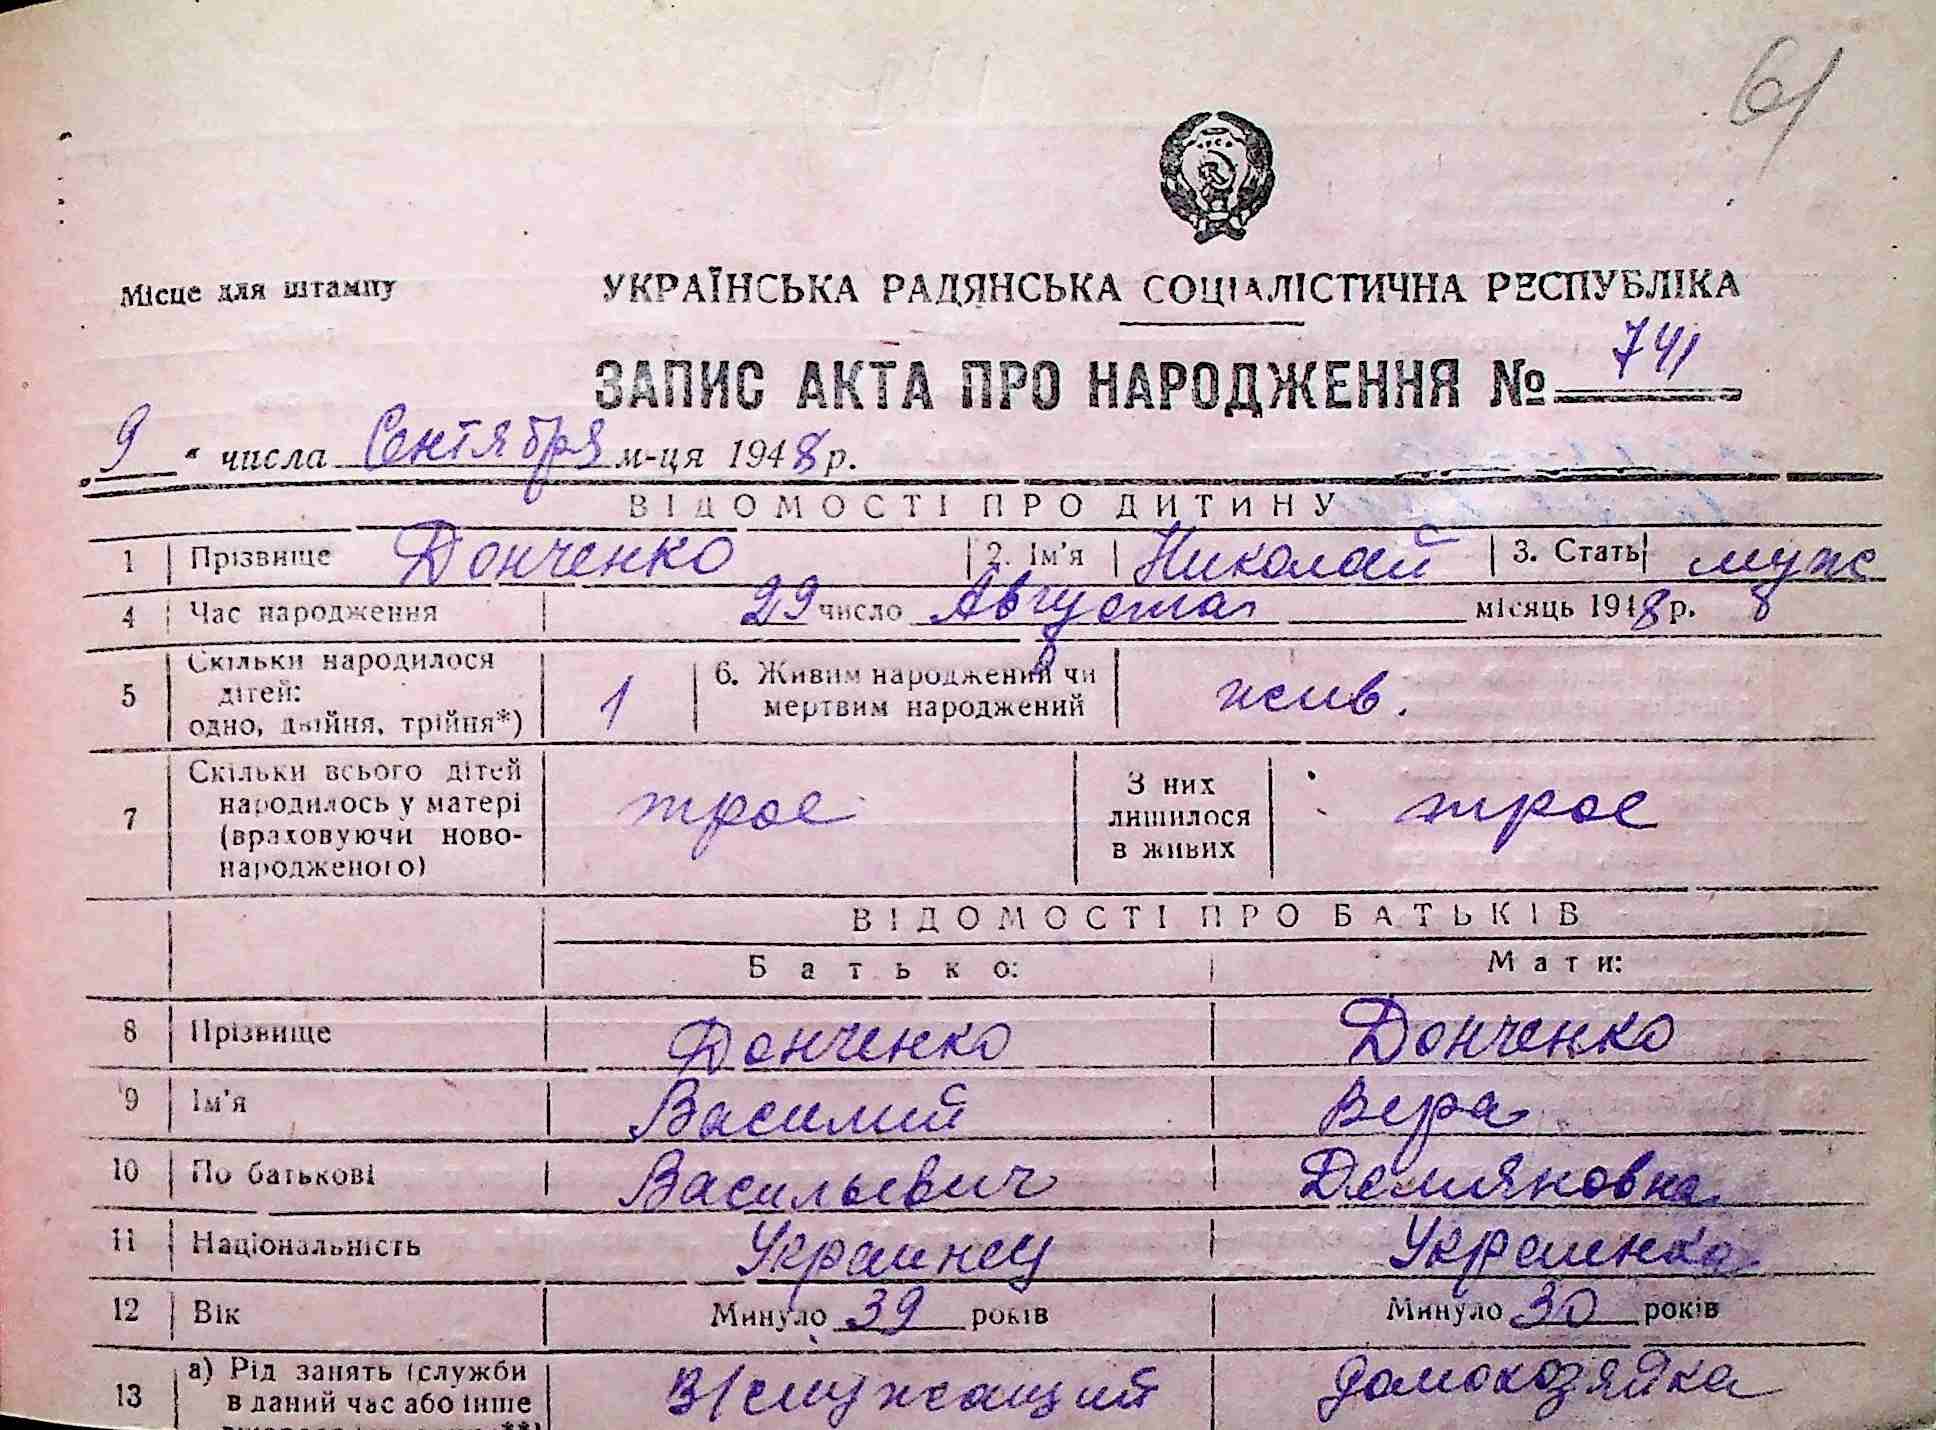 61
УРСР
Місце для штампу
УКРАЇНСЬКА РАДЯНСЬКА СОЦІАЛІСТИЧНА РЕСПУБЛІКА
ЗАПИС АКТА ПРО НАРОДЖЕННЯ № 741
9 " числа Сентября м-ця 1948 р.
ВІДОМОСТІ ПРО ДИТИНУ
1 Прізвище Донченко 2. Ім'я Николай 3. Стать муж
4 Час народження 29 число Августа місяць 1948 р. 8
5 Скільки народилося дітей: одно, двійня, трійня*) 1 6. Живим народжений чи мертвим народжений жив.
7 Скільки всього дітей народилось у матері (враховуючи новонародженого) трое З них лишилося в живих трое
ВІДОМОСТІ ПРО БАТЬКІВ
Батько: Мати:
8 Прізвище Донченко Донченко
9 Ім'я Василий Вера
10 По батькові Васильевич Демяновна
11 Національність Украинец Украинка
12 Вік Минуло 39 років Минуло 30 років
13 а) Рід занять (служби в/служащий домохозяйка
в даний час або інше